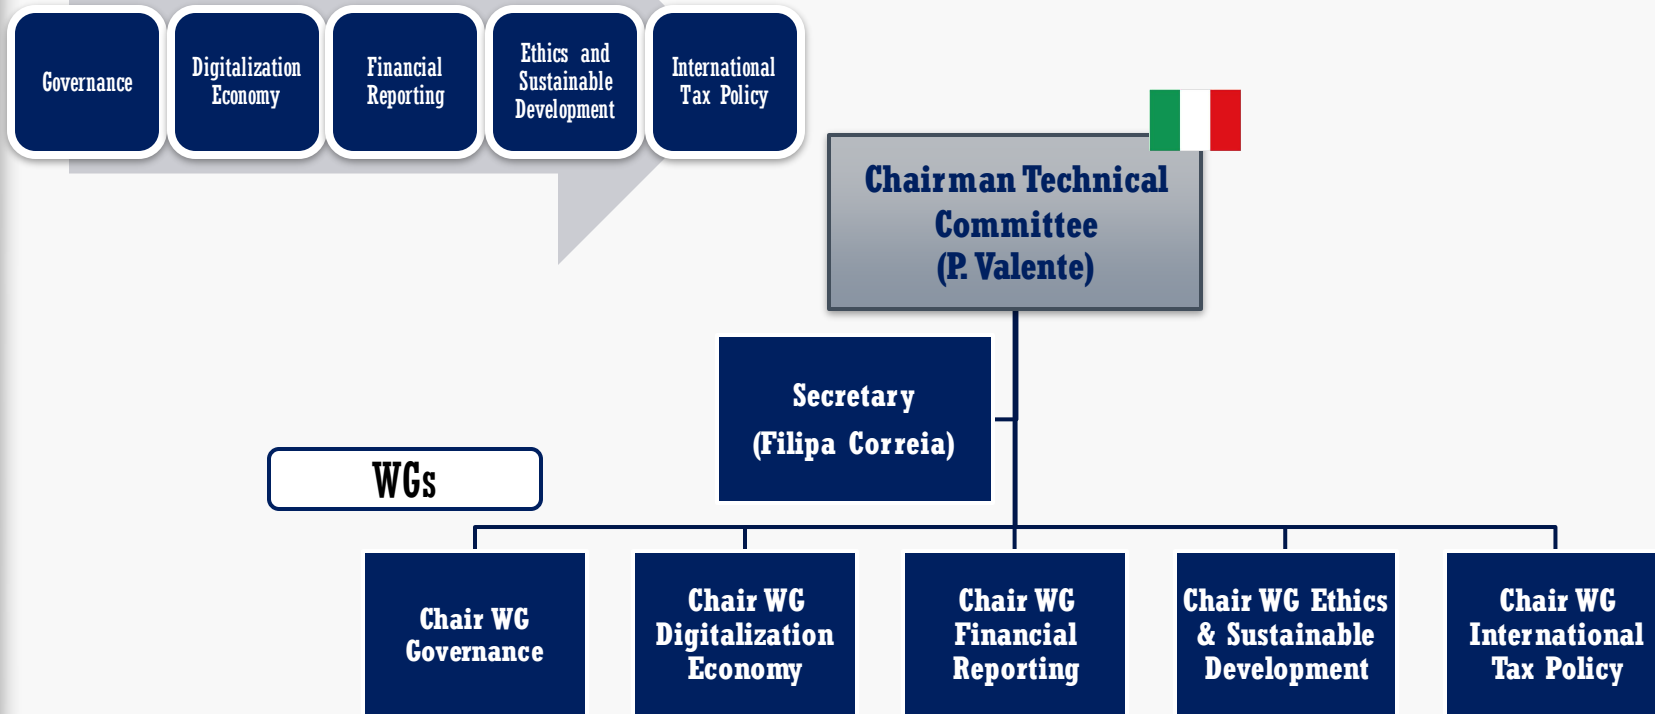 Governance
Digitalization
Economy
Financial
Reporting
Ethics and
Sustainable
Development
International
Tax Policy
Chairman Technical
Committee
(P. Valente)
Secretary
(Filipa Correia)
WGs
Chair WG
Governance
Chair WG
Digitalization
Economy
Chair WG
Financial
Reporting
Chair WG Ethics
& Sustainable
Development
Chair WG
International
Tax Policy